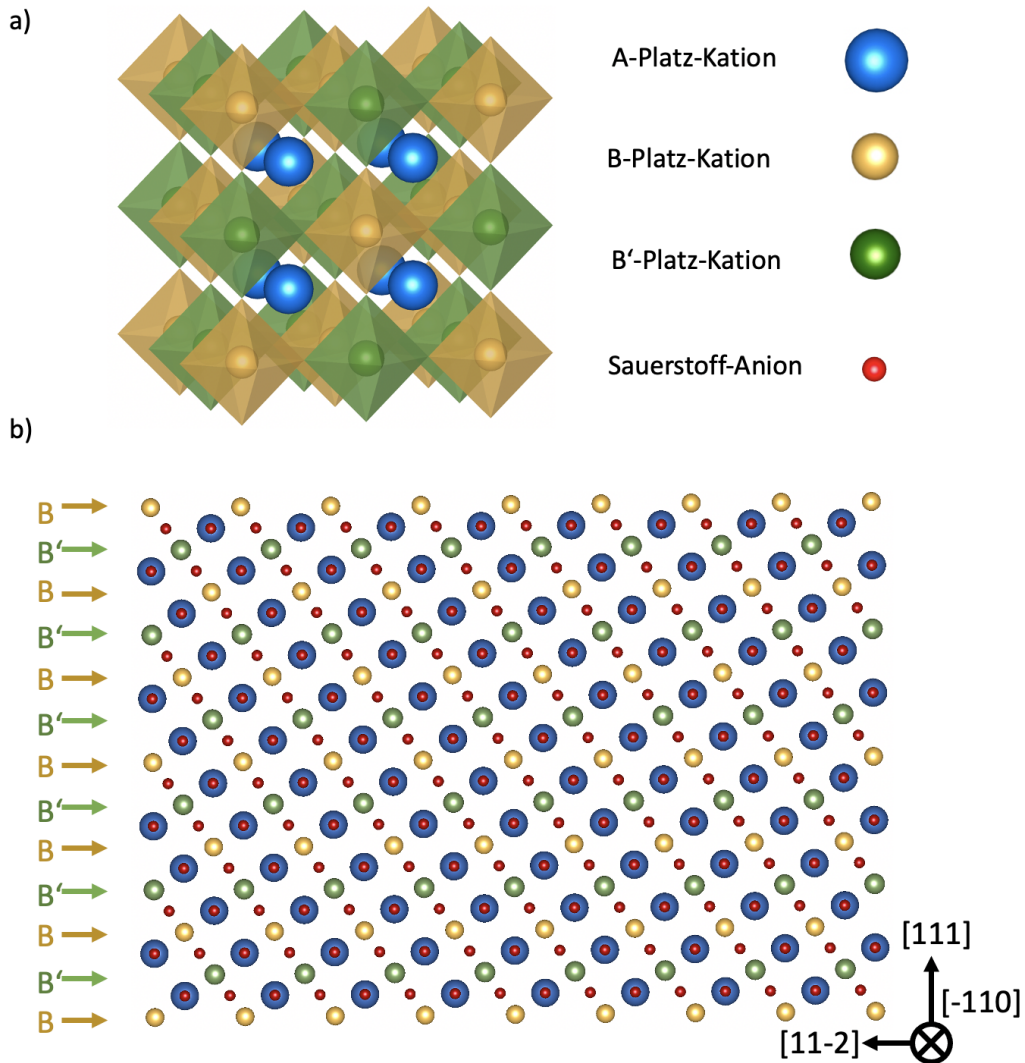 a)
A-Platz-Kation
B-Platz-Kation
B‘-Platz-Kation
Sauerstoff-Anion
b)
B
B‘
B
B‘
B
B‘
B
B‘
B
B‘
B
B‘
B
[111]
[-110]
[11-2]